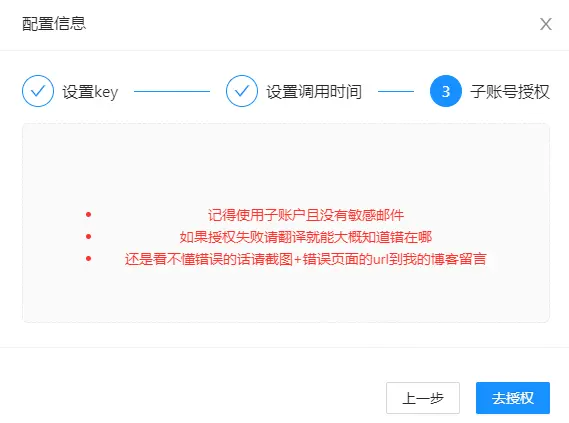 配置信息
设置key
设置调用时间
3 子账号授权
记得使用子账户且没有敏感邮件
如果授权失败请翻译就能大概知道错在哪
还是看不懂错误的话请截图+错误页面的url到我的博客留言
上一步
去授权